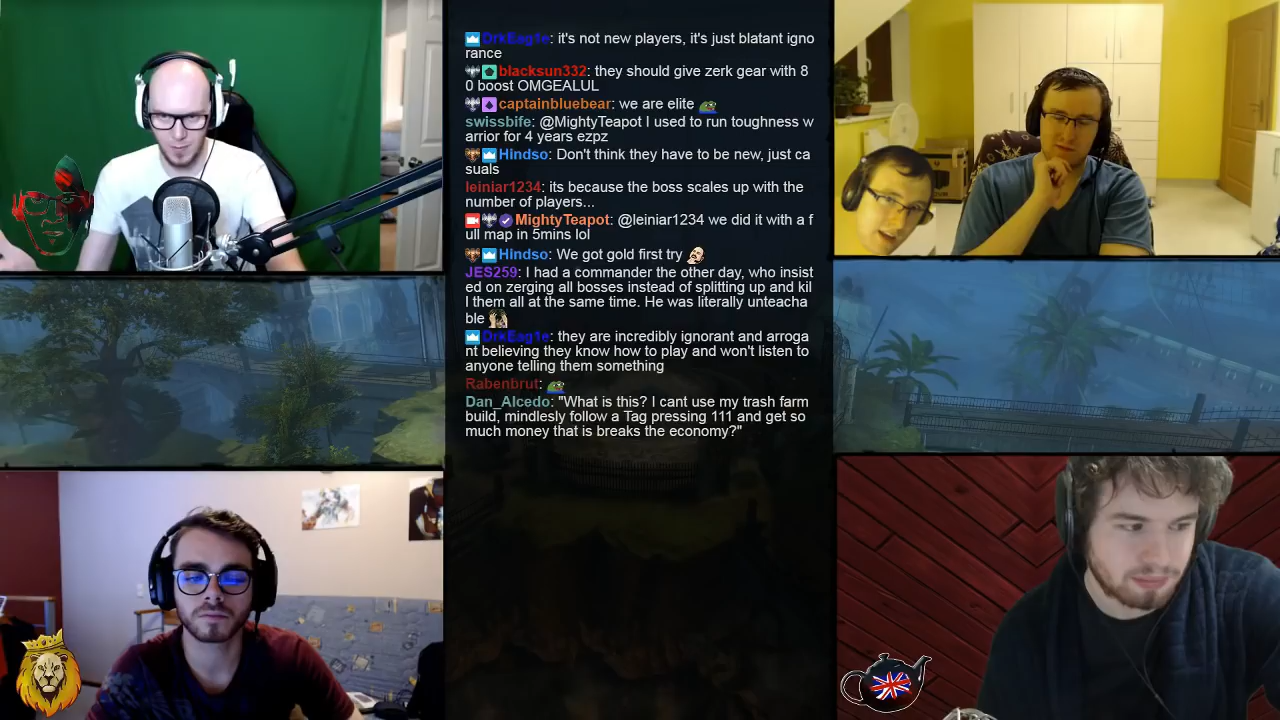 DrkEag1e: it's not new players, it's just blatant igno
rance
blacksun332: they should give zerk gear with 8
0 boost OMGEALUL
captainbluebear: we are elite
swissbife: @MightyTeapot I used to run toughness w
arrior for 4 years ezpz
Hindso: Don't think they have to be new, just ca
suals
leiniar1234: its because the boss scales up with the
number of players...
MightyTeapot: @leiniar1234 we did it with a f
ull map in 5mins lol
Hindso: We got gold first try
JES259: I had a commander the other day, who insist
ed on zerging all bosses instead of splitting up and kil
l them all at the same time. He was literally unteacha
ble
DrkEag1e: they are incredibly ignorant and arroga
nt believing they know how to play and won't listen to
anyone telling them something
Rabenbrut:
Dan_Alcedo: "What is this? I cant use my trash farm
build, mindlesly follow a Tag pressing 111 and get so
much money that is breaks the economy?"